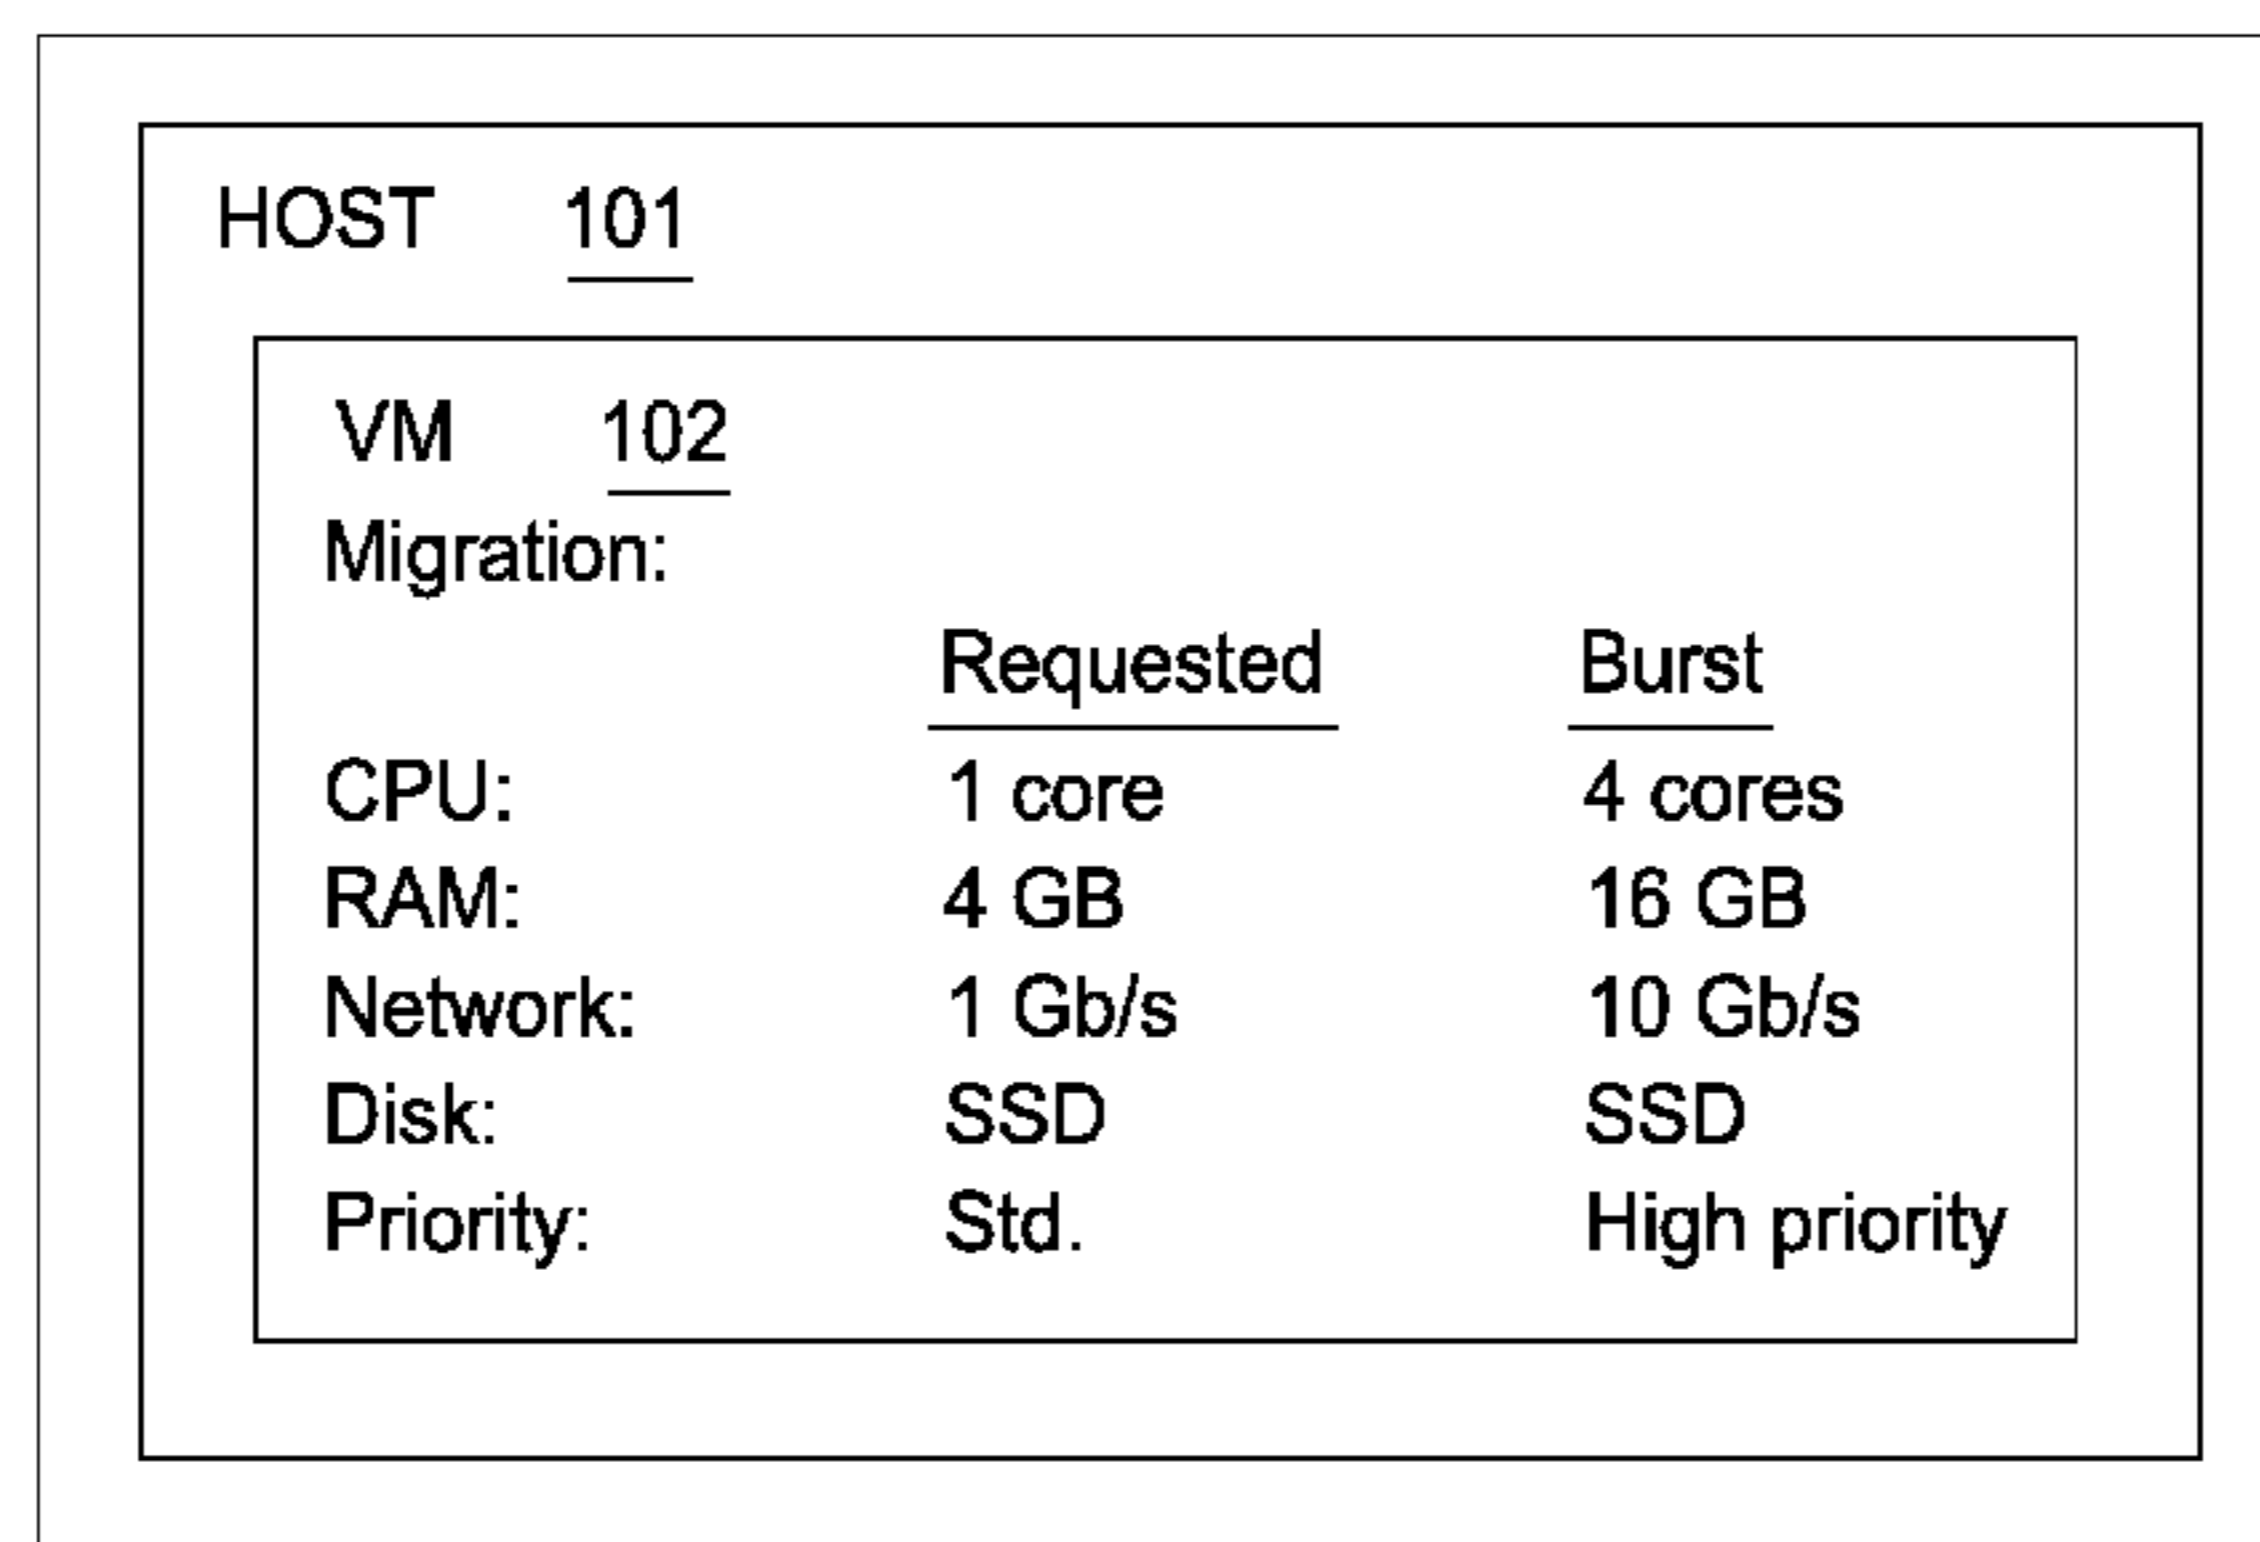 HOST 101
VM 102
Migration:
Requested Burst
CPU: 1 core 4 cores
RAM: 4 GB 16 GB
Network: 1 Gb/s 10 Gb/s
Disk: SSD SSD
Priority: Std. High priority